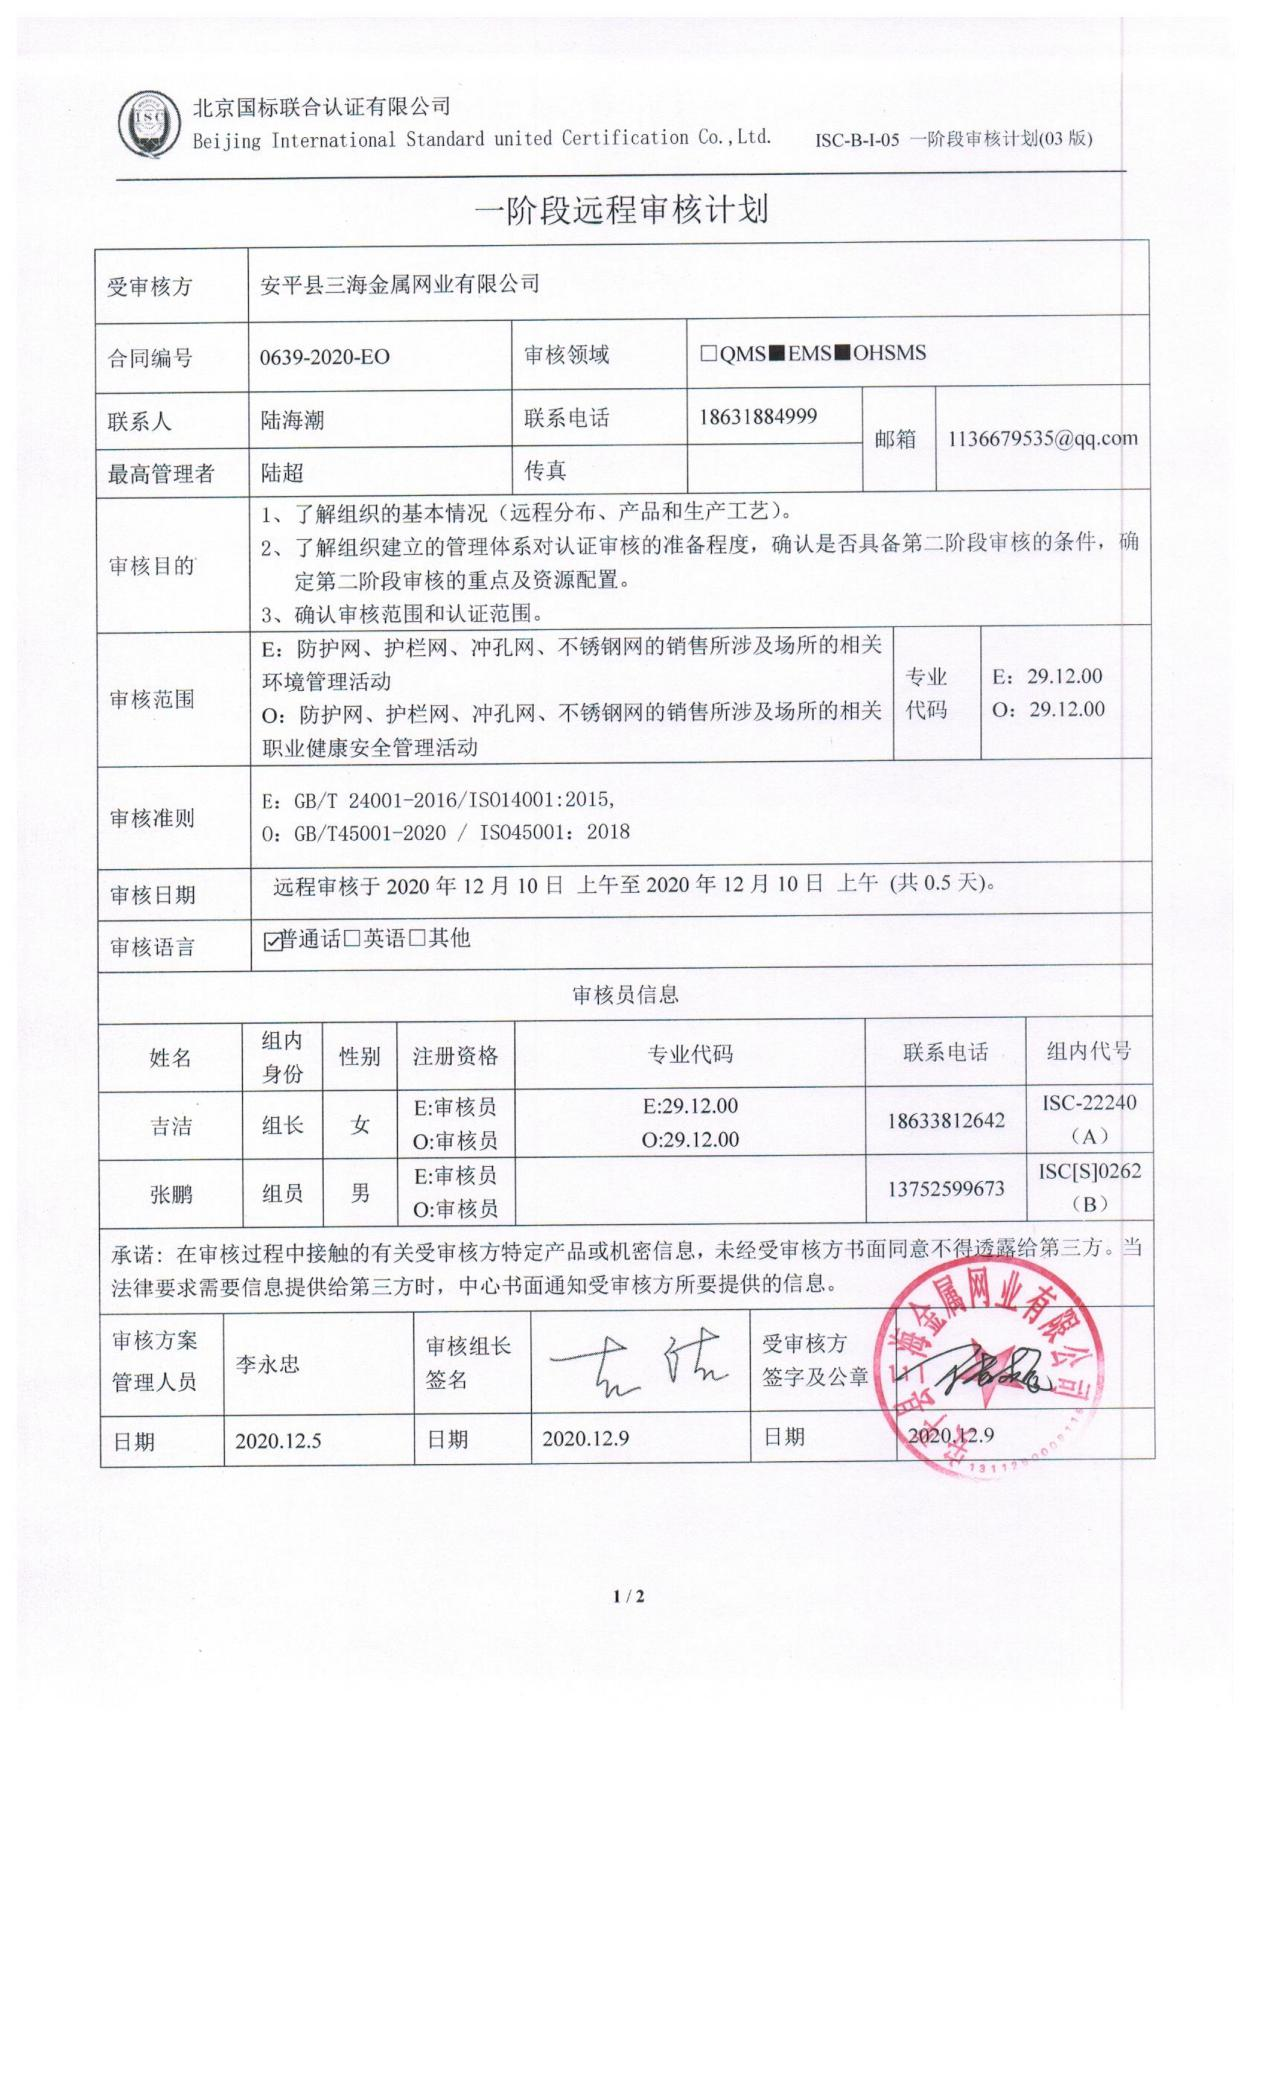 ISC
北京国标联合认证有限公司
Beijing International Standard united Certification Co.,Ltd. ISC-B-I-05 一阶段审核计划(03 版)
一阶段远程审核计划
受审核方 安平县三海金属网业有限公司
合同编号 0639-2020-EO 审核领域 □QMS■EMS■OHSMS
联系人 陆海潮 联系电话 18631884999 邮箱 1136679535@qq.com
最高管理者 陆超 传真
审核目的
1、了解组织的基本情况（远程分布、产品和生产工艺）。
2、了解组织建立的管理体系对认证审核的准备程度，确认是否具备第二阶段审核的条件，确
定第二阶段审核的重点及资源配置。
3、确认审核范围和认证范围。
审核范围
E：防护网、护栏网、冲孔网、不锈钢网的销售所涉及场所的相关
环境管理活动
O：防护网、护栏网、冲孔网、不锈钢网的销售所涉及场所的相关
职业健康安全管理活动
专业
代码
E：29.12.00
O：29.12.00
审核准则
E：GB/T 24001-2016/ISO14001:2015,
O：GB/T45001-2020 / ISO45001：2018
审核日期 远程审核于 2020 年 12 月 10 日 上午至 2020 年 12 月 10 日 上午 (共 0.5 天)。
审核语言 ☑普通话□英语□其他
审核员信息
姓名 组内身份 性别 注册资格 专业代码 联系电话 组内代号
吉洁 组长 女 E:审核员 E:29.12.00 18633812642 ISC-22240
O:审核员 O:29.12.00 （A）
张鹏 组员 男 E:审核员 13752599673 ISC[S]0262
O:审核员 （B）
承诺: 在审核过程中接触的有关受审核方特定产品或机密信息，未经受审核方书面同意不得透露给第三方。当
法律要求需要信息提供给第三方时，中心书面通知受审核方所要提供的信息。
审核方案
管理人员
李永忠
审核组长
签名
吉洁
受审核方
签字及公章
安平县三海金属网业有限公司
日期 2020.12.5 日期 2020.12.9 日期 2020.12.9
1 / 2